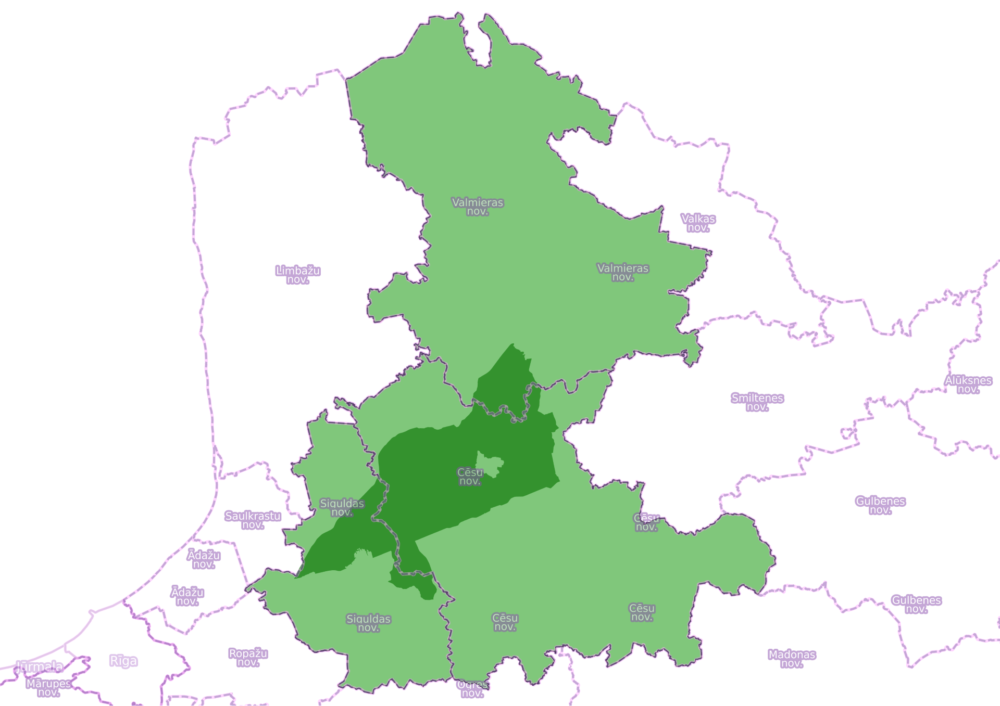 Valmieras
nov.
Valkas
nov.
Limbažu
nov.
Valmieras
nov.
Alūksnes
nov.
Smiltenes
nov.
Cēsu
nov.
Siguldas
nov.
Gulbenes
nov.
Saulkrastu
nov.
Cēsu
nov.
Ādažu
nov.
Ādažu
nov.
Gulbenes
nov.
Cēsu
nov.
Siguldas
nov.
Cēsu
nov.
Ropažu
nov.
Madonas
nov.
Rīga
Jūrmala
Mārupes
nov.
Ogres
nov.